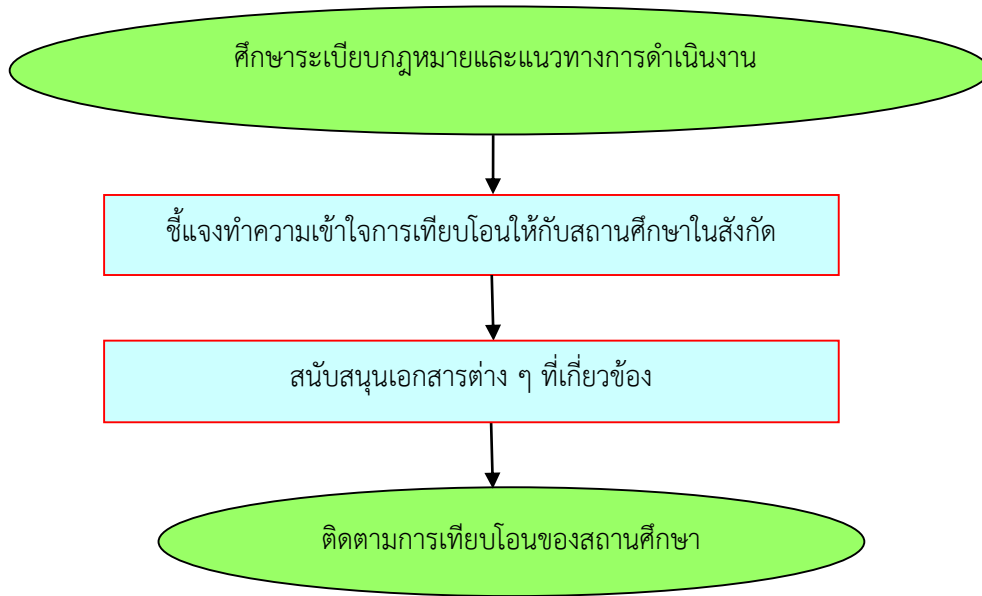 ศึกษาระเบียบกฎหมายและแนวทางการดำเนินงาน
ชี้แจงทำความเข้าใจการเทียบโอนให้กับสถานศึกษาในสังกัด
สนับสนุนเอกสารต่าง ๆ ที่เกี่ยวข้อง
ติดตามการเทียบโอนของสถานศึกษา